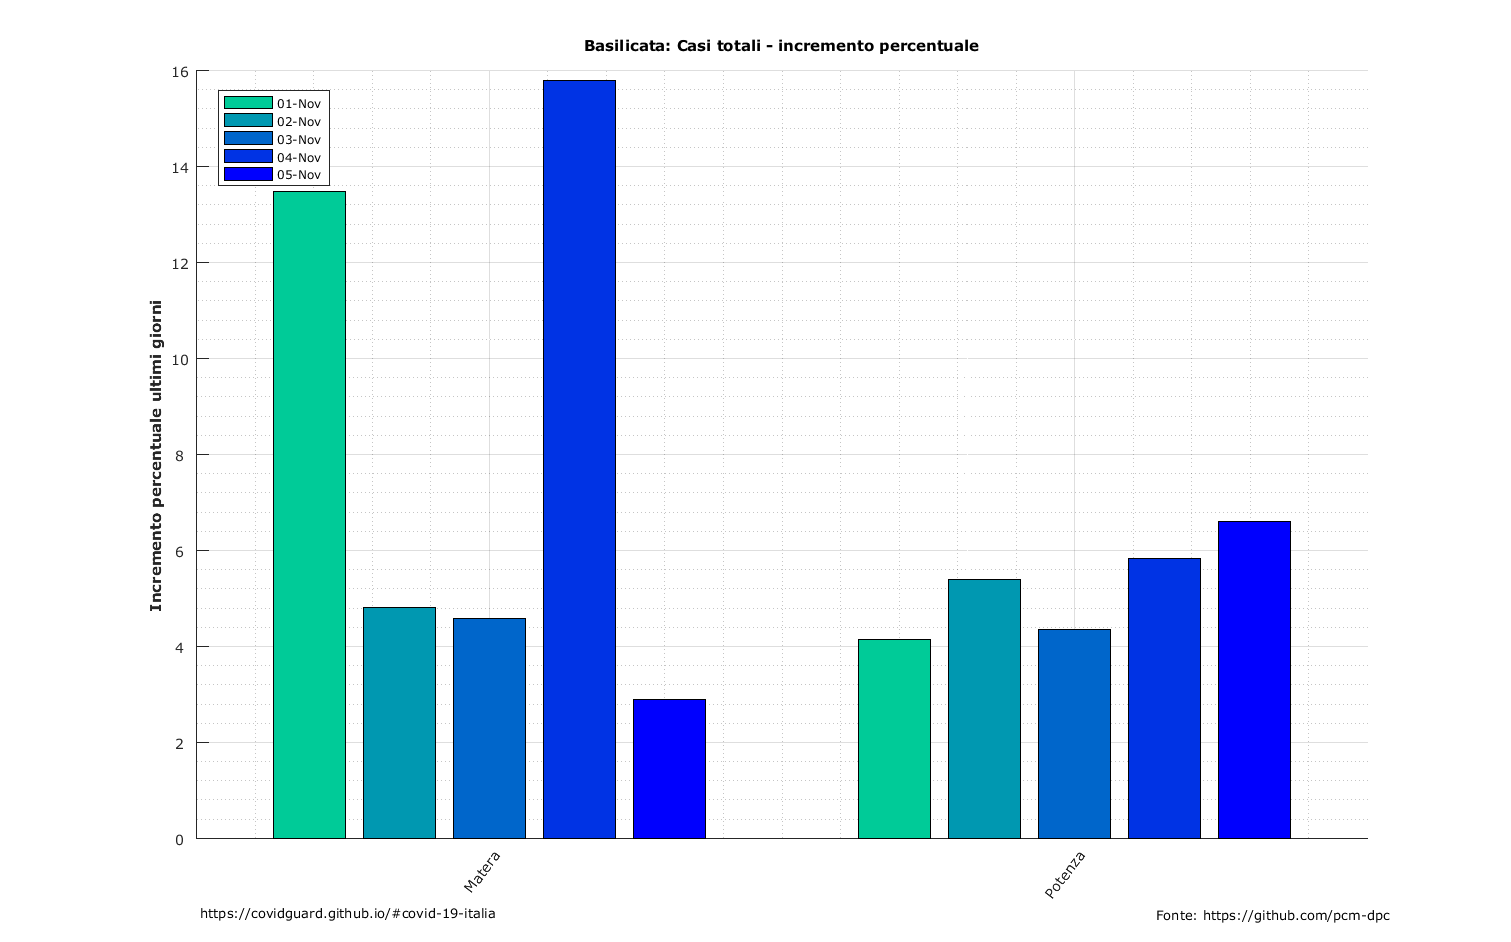 Basilicata: Casi totali - incremento percentuale
16
14
12
10
8
6
4
2
0
Incremento percentuale ultimi giorni
01-Nov
02-Nov
03-Nov
04-Nov
05-Nov
Matera
Potenza
https://covidguard.github.io/#covid-19-italia
Fonte: https://github.com/pcm-dpc